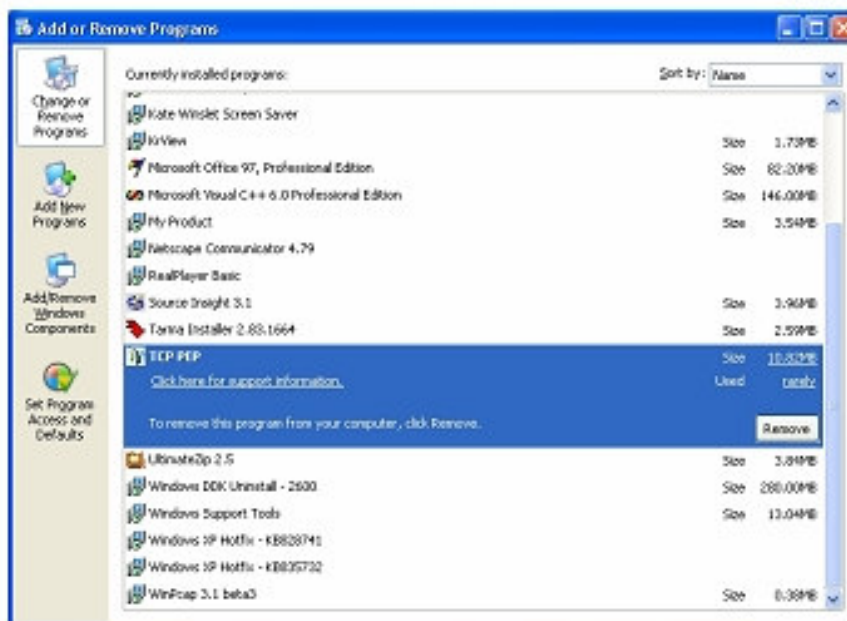 Add or Remove Programs
Change or Remove Programs
Currently installed programs:
Sort by: Name
Kate Winslet Screen Saver
KrView Size 1.73MB
Microsoft Office 97, Professional Edition Size 82.20MB
Microsoft Visual C++ 6.0 Professional Edition Size 146.00MB
Add New Programs
My Product Size 3.54MB
Netscape Communicator 4.79
RealPlayer Basic
Source Insight 3.1 Size 3.96MB
Add/Remove Windows Components
Tarma Installer 2.83.1664 Size 2.59MB
TCP PEP Size 10.82MB
Click here for support information. Used rarely
Set Program Access and Defaults
To remove this program from your computer, click Remove.
Remove
UltimateZip 2.5 Size 3.84MB
Windows DDK Uninstall - 2600 Size 280.00MB
Windows Support Tools Size 13.04MB
Windows XP Hotfix - KB828741
Windows XP Hotfix - KB835732
WinPcap 3.1 beta3 Size 0.38MB